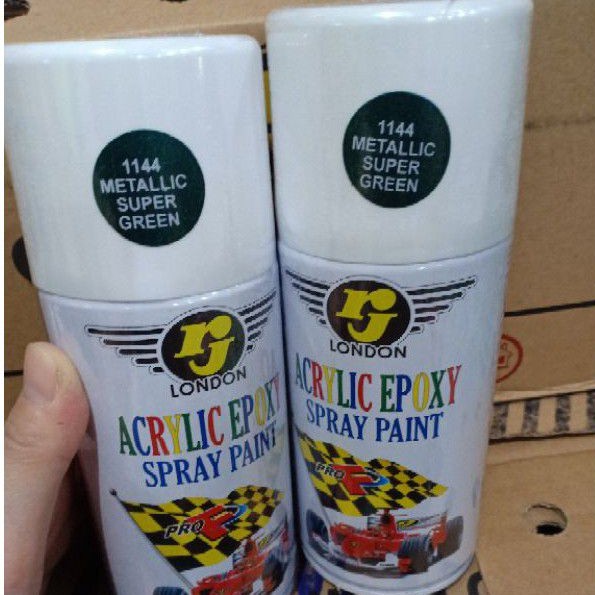 1144
METALLIC
SUPER
GREEN
rj
LONDON
ACRYLIC EPOXY
SPRAY PAINT
PRO F
1144
METALLIC
SUPER
GREEN
rj
LONDON
ACRYLIC EPOXY
SPRAY PAINT
PRO F